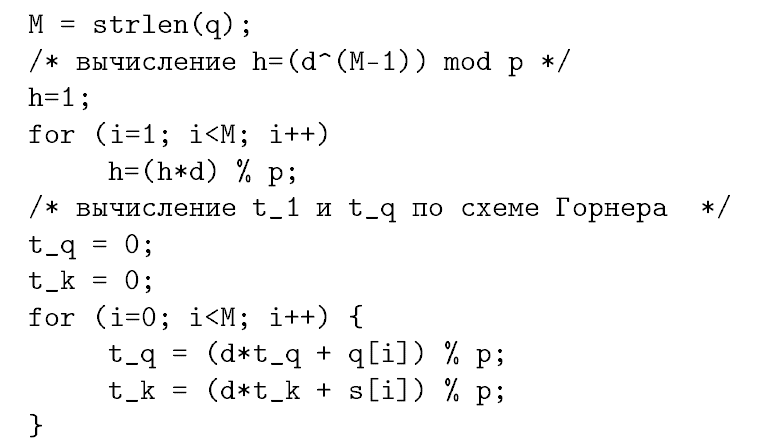 M = strlen(q);
/* вычисление h=(d^(M-1)) mod p */
h=1;
for (i=1; i<M; i++)
     h=(h*d) % p;
/* вычисление t_1 и t_q по схеме Горнера  */
t_q = 0;
t_k = 0;
for (i=0; i<M; i++) {
     t_q = (d*t_q + q[i]) % p;
     t_k = (d*t_k + s[i]) % p;
}